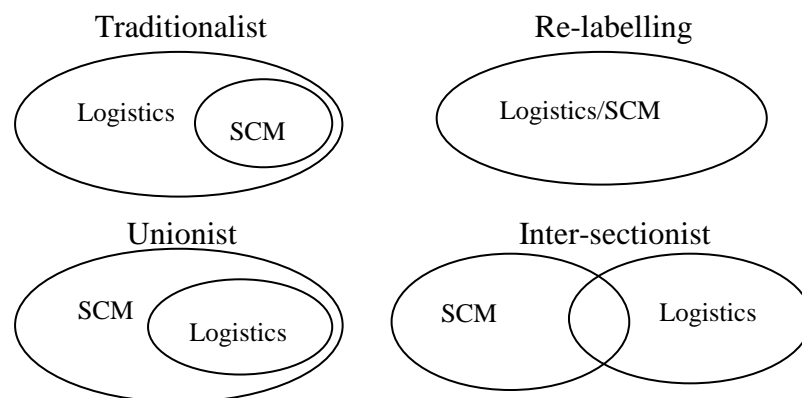 Traditionalist
Logistics
SCM
Re-labelling
Logistics/SCM
Unionist
SCM
Logistics
Inter-sectionist
SCM
Logistics